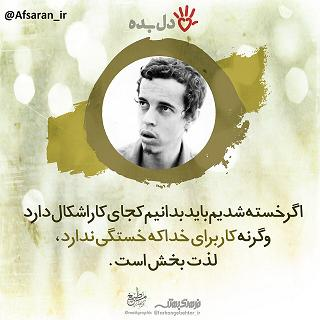 @Afsaran_ir
دل بده
اگر خسته شدیم باید بدانیم کجای کار اشکال دارد
وگرنه کار برای خدا که خستگی ندارد،
لذت بخش است.